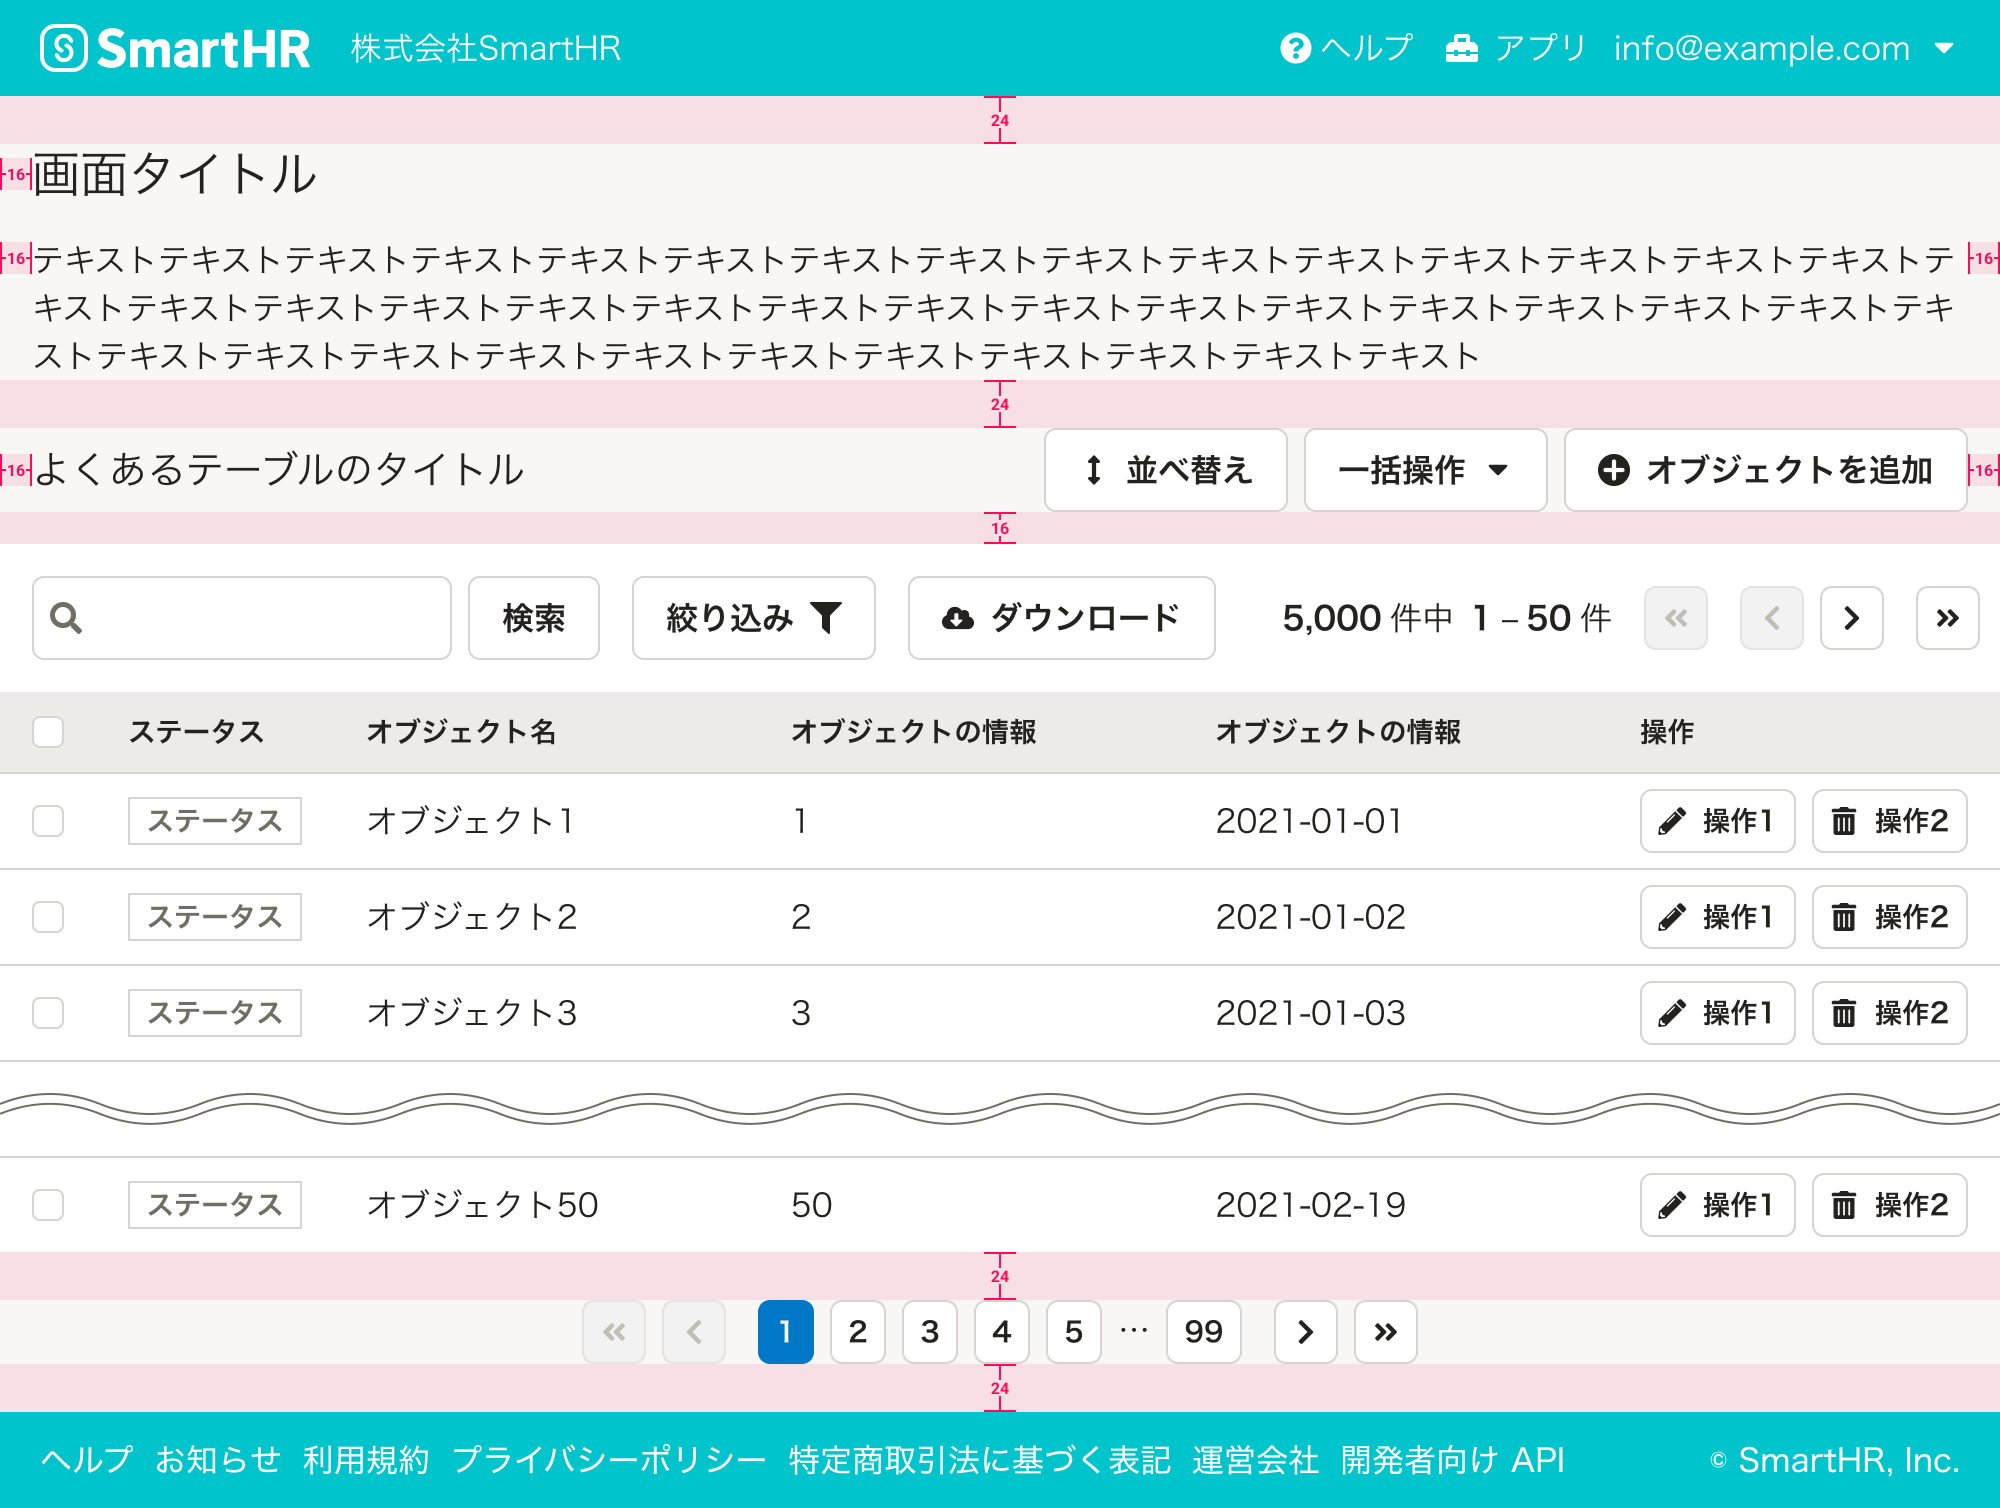 SmartHR 株式会社SmartHR ヘルプ アプリ info@example.com
24
16 画面タイトル
16 テキストテキストテキストテキストテキストテキストテキストテキストテキストテキストテキストテキストテキストテキストテキストテ 16
キストテキストテキストテキストテキストテキストテキストテキストテキストテキストテキストテキストテキストテキストテキストテキ
ストテキストテキストテキストテキストテキストテキストテキストテキストテキストテキストテキスト
24
16 よくあるテーブルのタイトル 並べ替え 一括操作 オブジェクトを追加 16
16
検索 絞り込み ダウンロード 5,000 件中 1 – 50 件
ステータス オブジェクト名 オブジェクトの情報 オブジェクトの情報 操作
ステータス オブジェクト1 1 2021-01-01 操作1 操作2
ステータス オブジェクト2 2 2021-01-02 操作1 操作2
ステータス オブジェクト3 3 2021-01-03 操作1 操作2
ステータス オブジェクト50 50 2021-02-19 操作1 操作2
24
1 2 3 4 5 … 99
24
ヘルプ お知らせ 利用規約 プライバシーポリシー 特定商取引法に基づく表記 運営会社 開発者向け API © SmartHR, Inc.